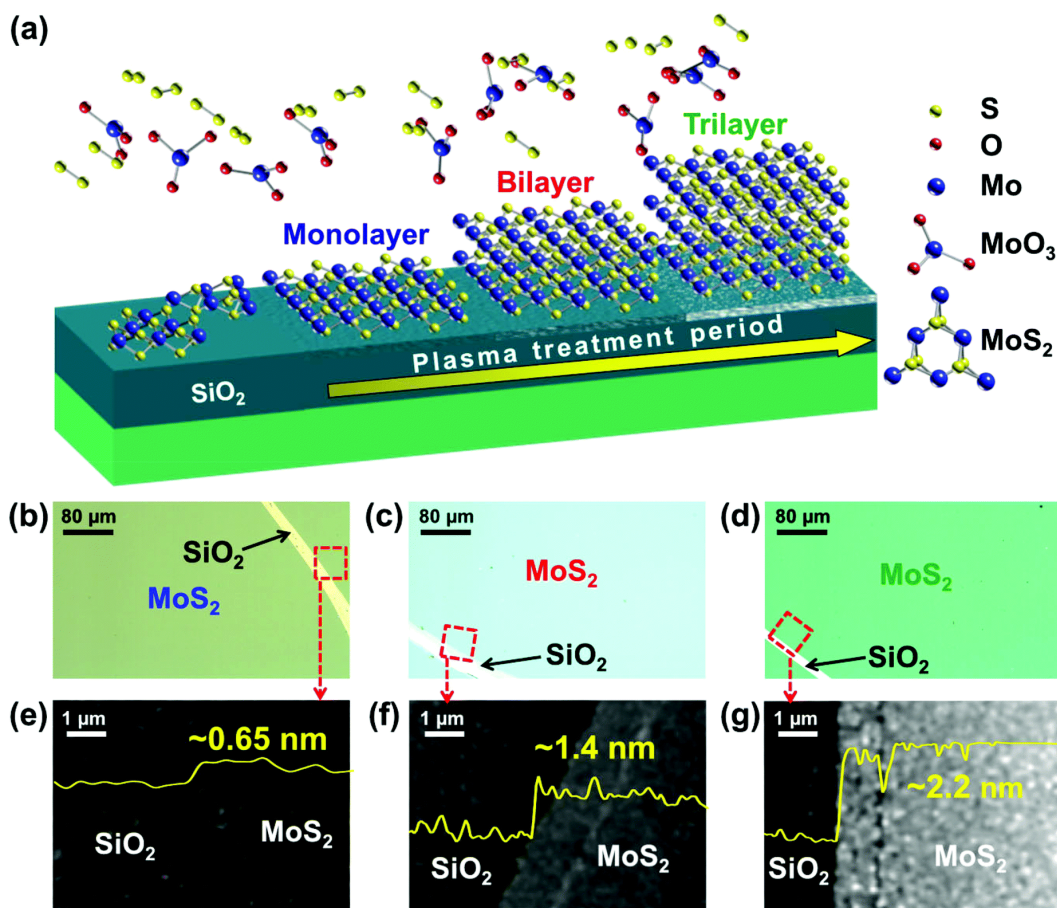 (a)
Trilayer
Bilayer
Monolayer
S
O
Mo
MoO₃
MoS₂
Plasma treatment period
SiO₂
(b)
80 µm
SiO₂
MoS₂
(c)
80 µm
MoS₂
SiO₂
(d)
80 µm
MoS₂
SiO₂
(e)
1 µm
~0.65 nm
SiO₂
MoS₂
(f)
1 µm
~1.4 nm
SiO₂
MoS₂
(g)
1 µm
~2.2 nm
SiO₂
MoS₂